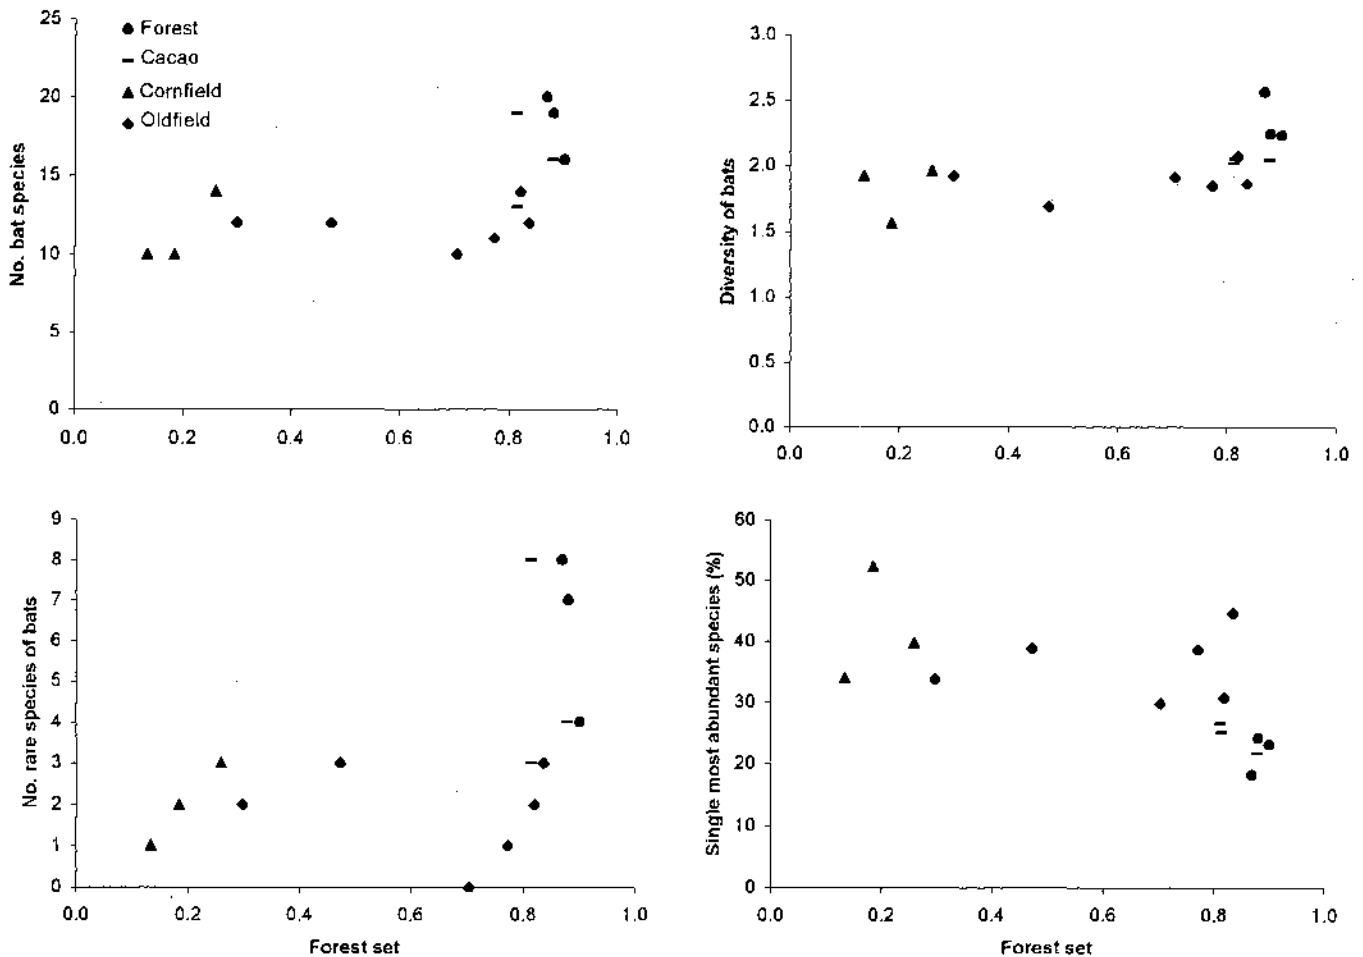 No. bat species
25
20
15
10
5
0
Forest
Cacao
Cornfield
Oldfield
0.0 0.2 0.4 0.6 0.8 1.0
Diversity of bats
3.0
2.5
2.0
1.5
1.0
0.5
0.0
0.0 0.2 0.4 0.6 0.8 1.0
No. rare species of bats
9
8
7
6
5
4
3
2
1
0
0.0 0.2 0.4 0.6 0.8 1.0
Forest set
Single most abundant species (%)
60
50
40
30
20
10
0
0.0 0.2 0.4 0.6 0.8 1.0
Forest set